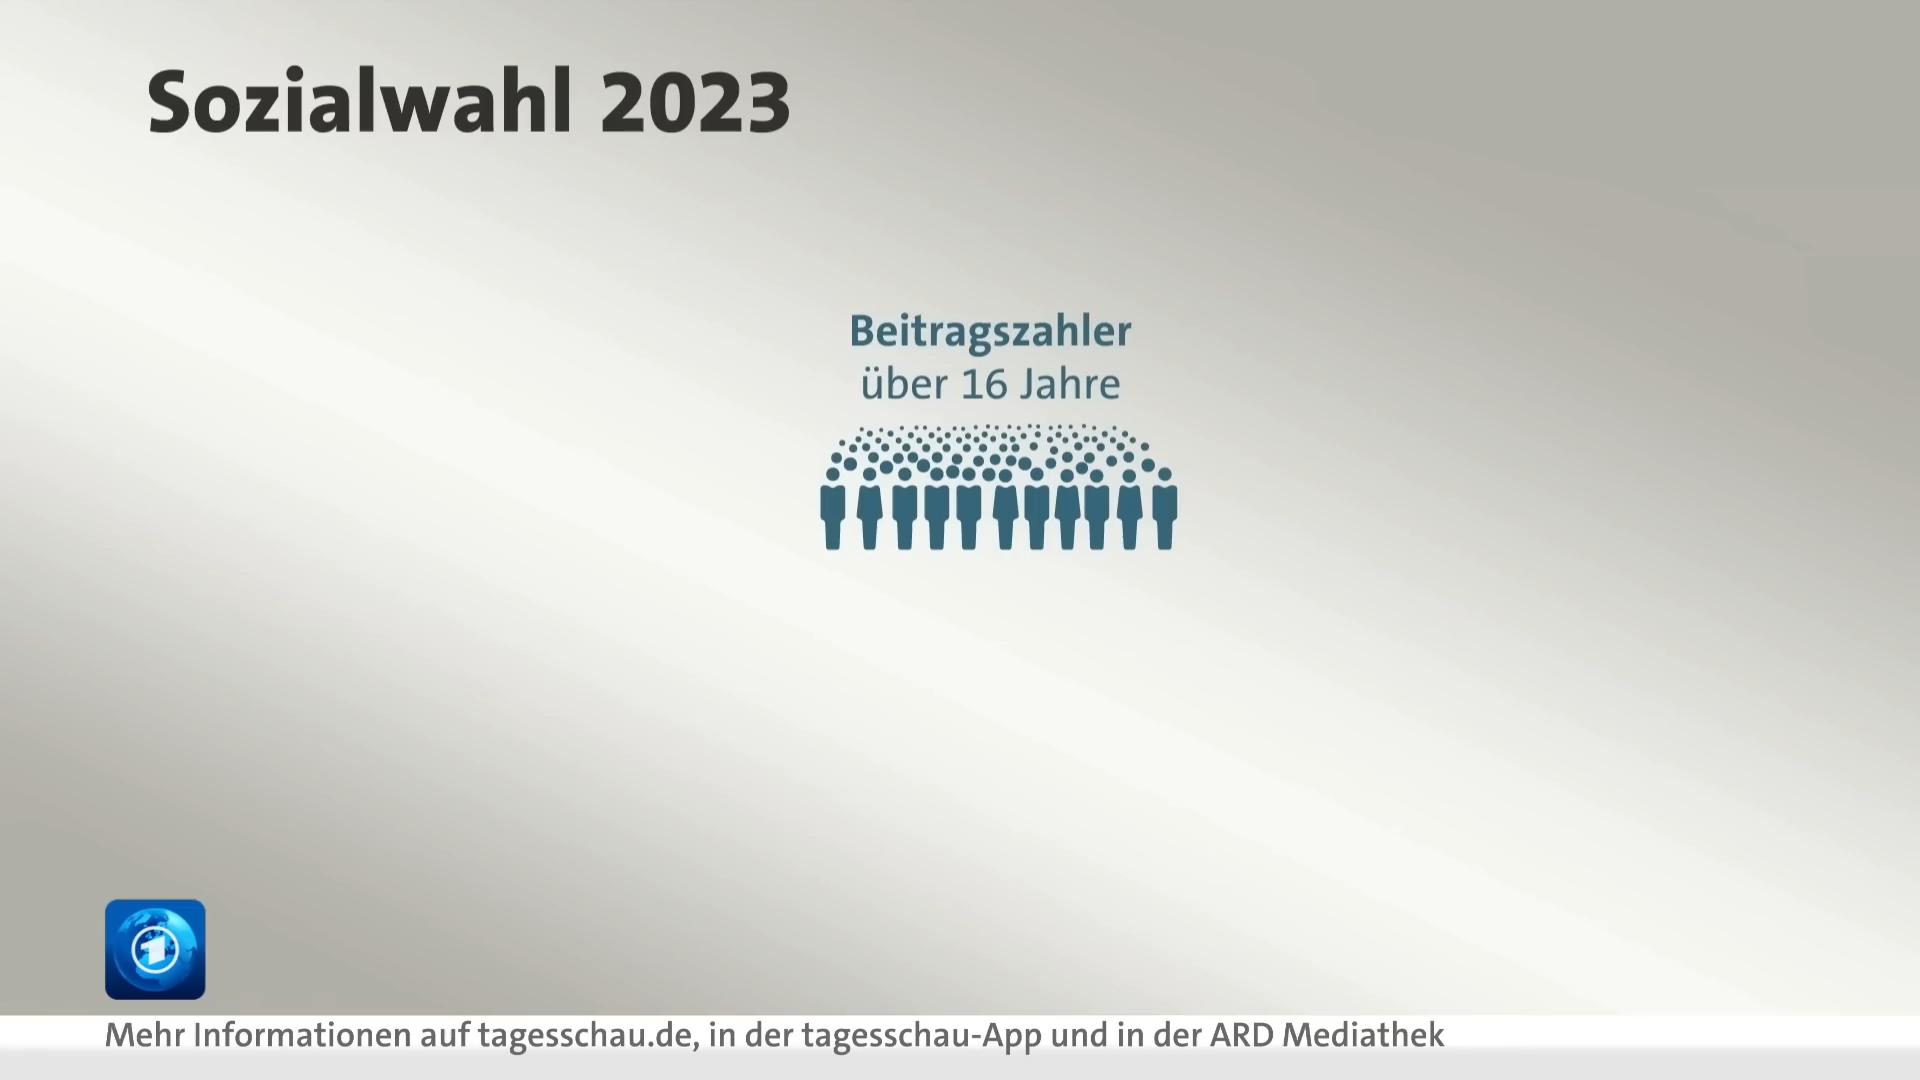 Sozialwahl 2023
Beitragszahler
über 16 Jahre
1
Mehr Informationen auf tagesschau.de, in der tagesschau-App und in der ARD Mediathek